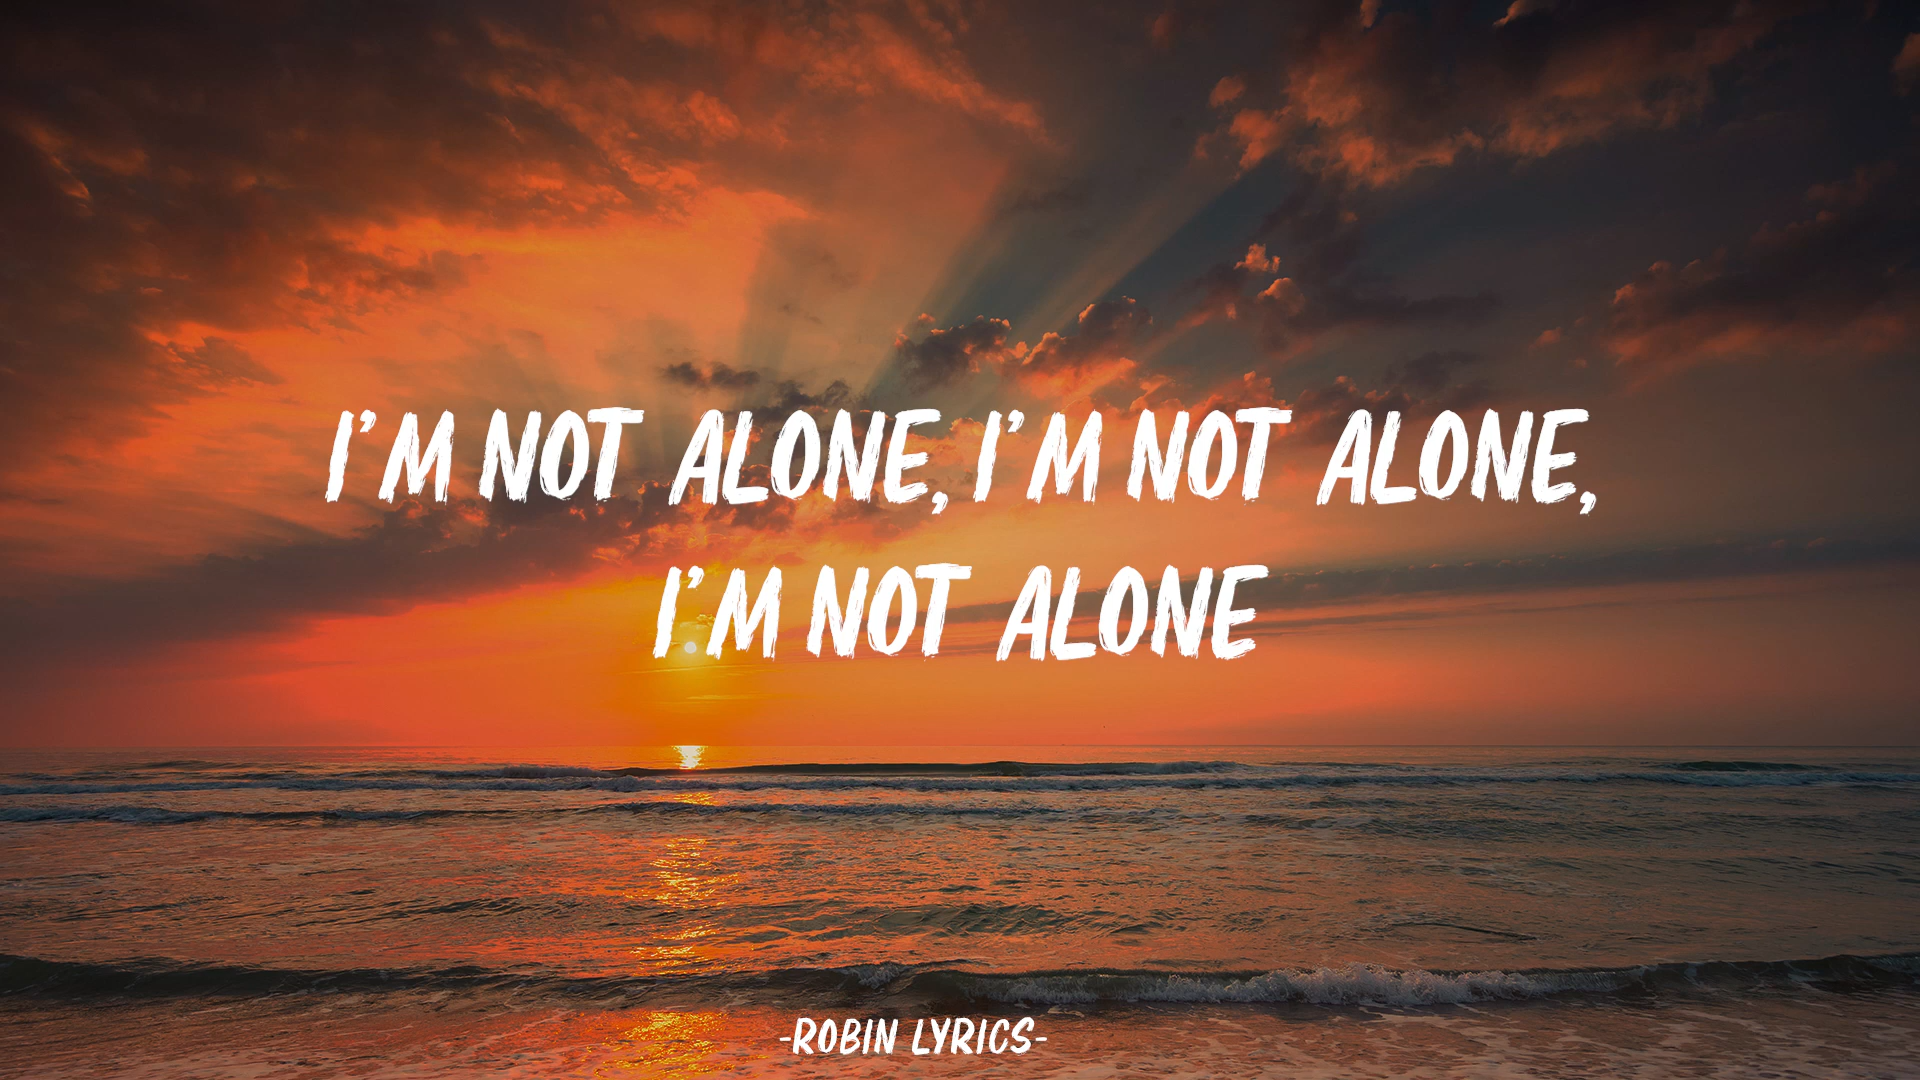 I'M NOT ALONE, I'M NOT ALONE,
I'M NOT ALONE
-ROBIN LYRICS-